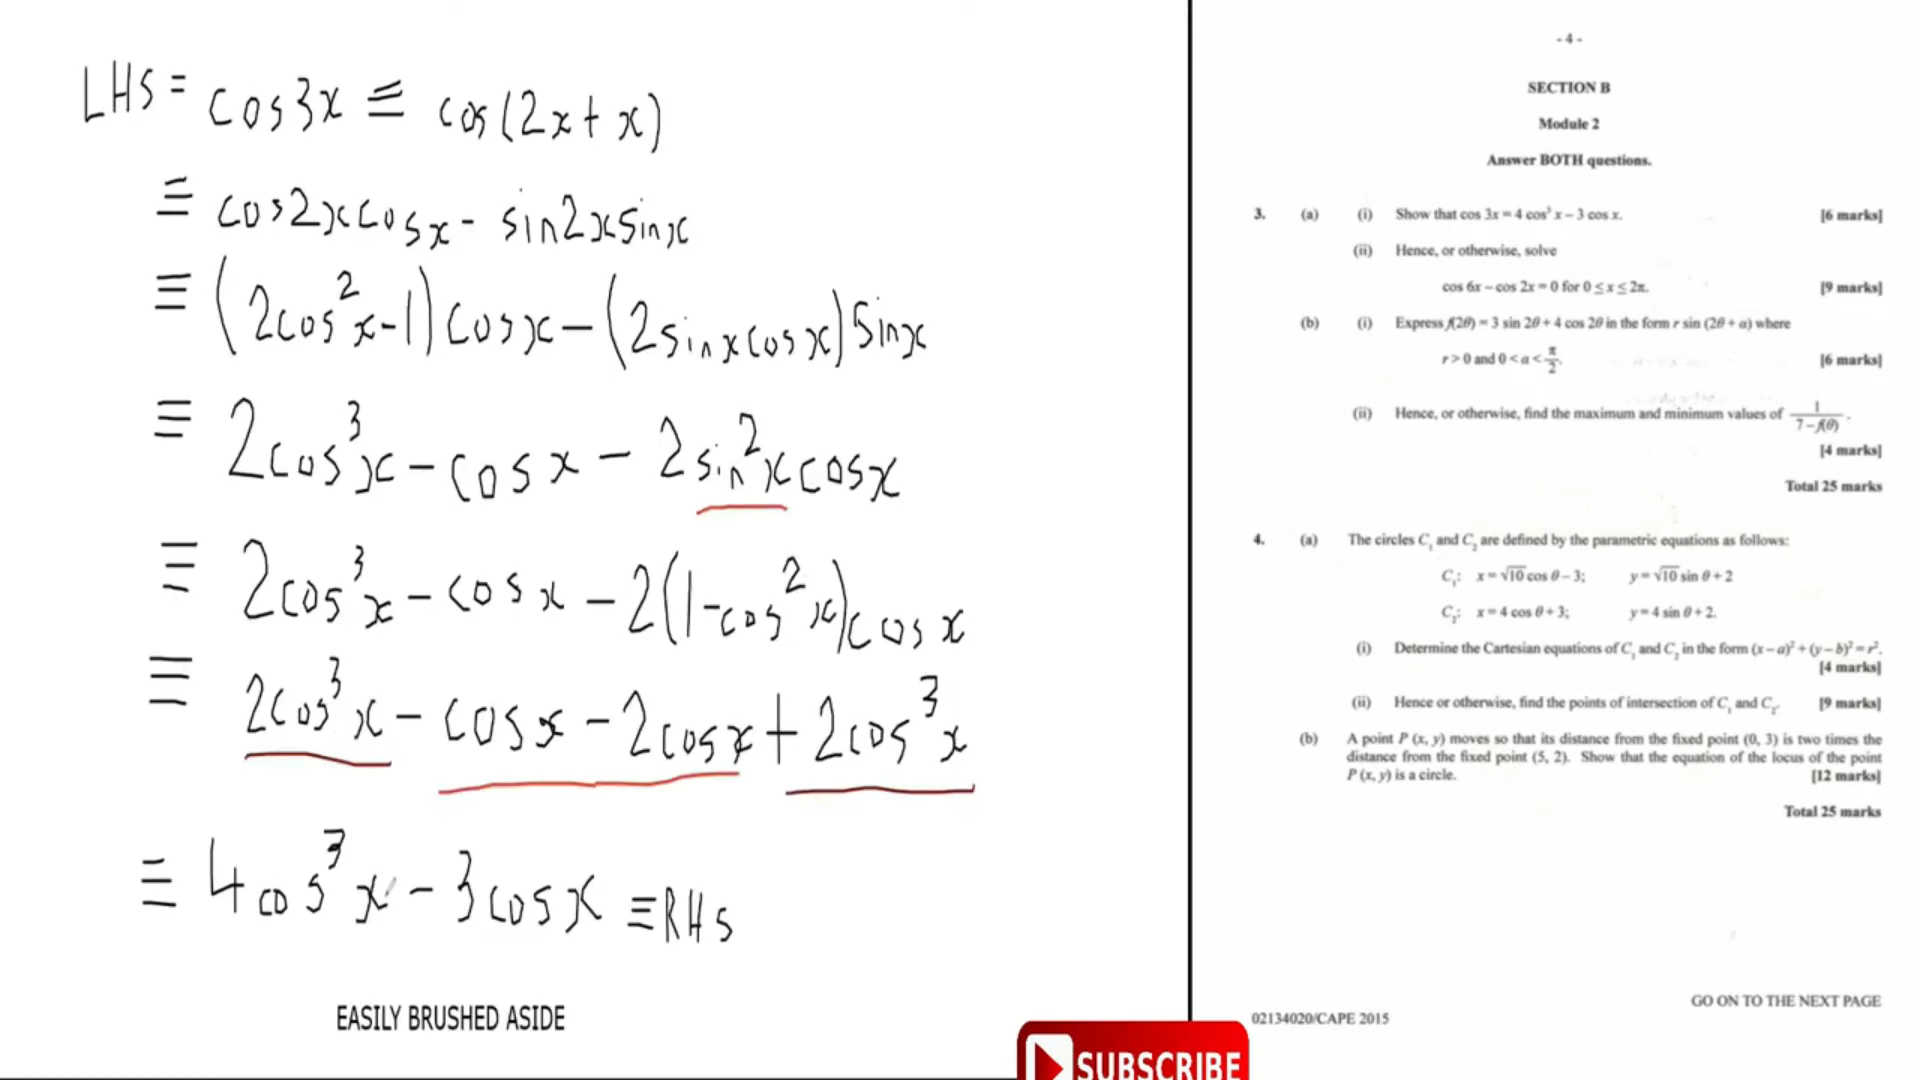 LHS = cos3x ≡ cos(2x + x)
≡ cos2x cosx - sin2x sinx
≡ (2cos²x - 1)cosx - (2sinx cosx)sinx
≡ 2cos³x - cosx - 2sin²x cosx
≡ 2cos³x - cosx - 2(1 - cos²x)cosx
≡ 2cos³x - cosx - 2cosx + 2cos³x
≡ 4cos³x - 3cosx ≡ RHS
EASILY BRUSHED ASIDE
SUBSCRIBE
- 4 -
SECTION B
Module 2
Answer BOTH questions.
3. (a) (i) Show that cos 3x = 4 cos³ x – 3 cos x. [6 marks]
(ii) Hence, or otherwise, solve
cos 6x – cos 2x = 0 for 0 ≤ x ≤ 2π. [9 marks]
(b) (i) Express f(2θ) = 3 sin 2θ + 4 cos 2θ in the form r sin (2θ + α) where
r > 0 and 0 < α < π/2. [6 marks]
(ii) Hence, or otherwise, find the maximum and minimum values of 1/(7 – f(θ)).
[4 marks]
Total 25 marks
4. (a) The circles C₁ and C₂ are defined by the parametric equations as follows:
C₁: x = √10 cos θ – 3; y = √10 sin θ + 2
C₂: x = 4 cos θ + 3; y = 4 sin θ + 2.
(i) Determine the Cartesian equations of C₁ and C₂ in the form (x – a)² + (y – b)² = r².
[4 marks]
(ii) Hence or otherwise, find the points of intersection of C₁ and C₂. [9 marks]
(b) A point P (x, y) moves so that its distance from the fixed point (0, 3) is two times the
distance from the fixed point (5, 2). Show that the equation of the locus of the point
P (x, y) is a circle. [12 marks]
Total 25 marks
GO ON TO THE NEXT PAGE
02134020/CAPE 2015